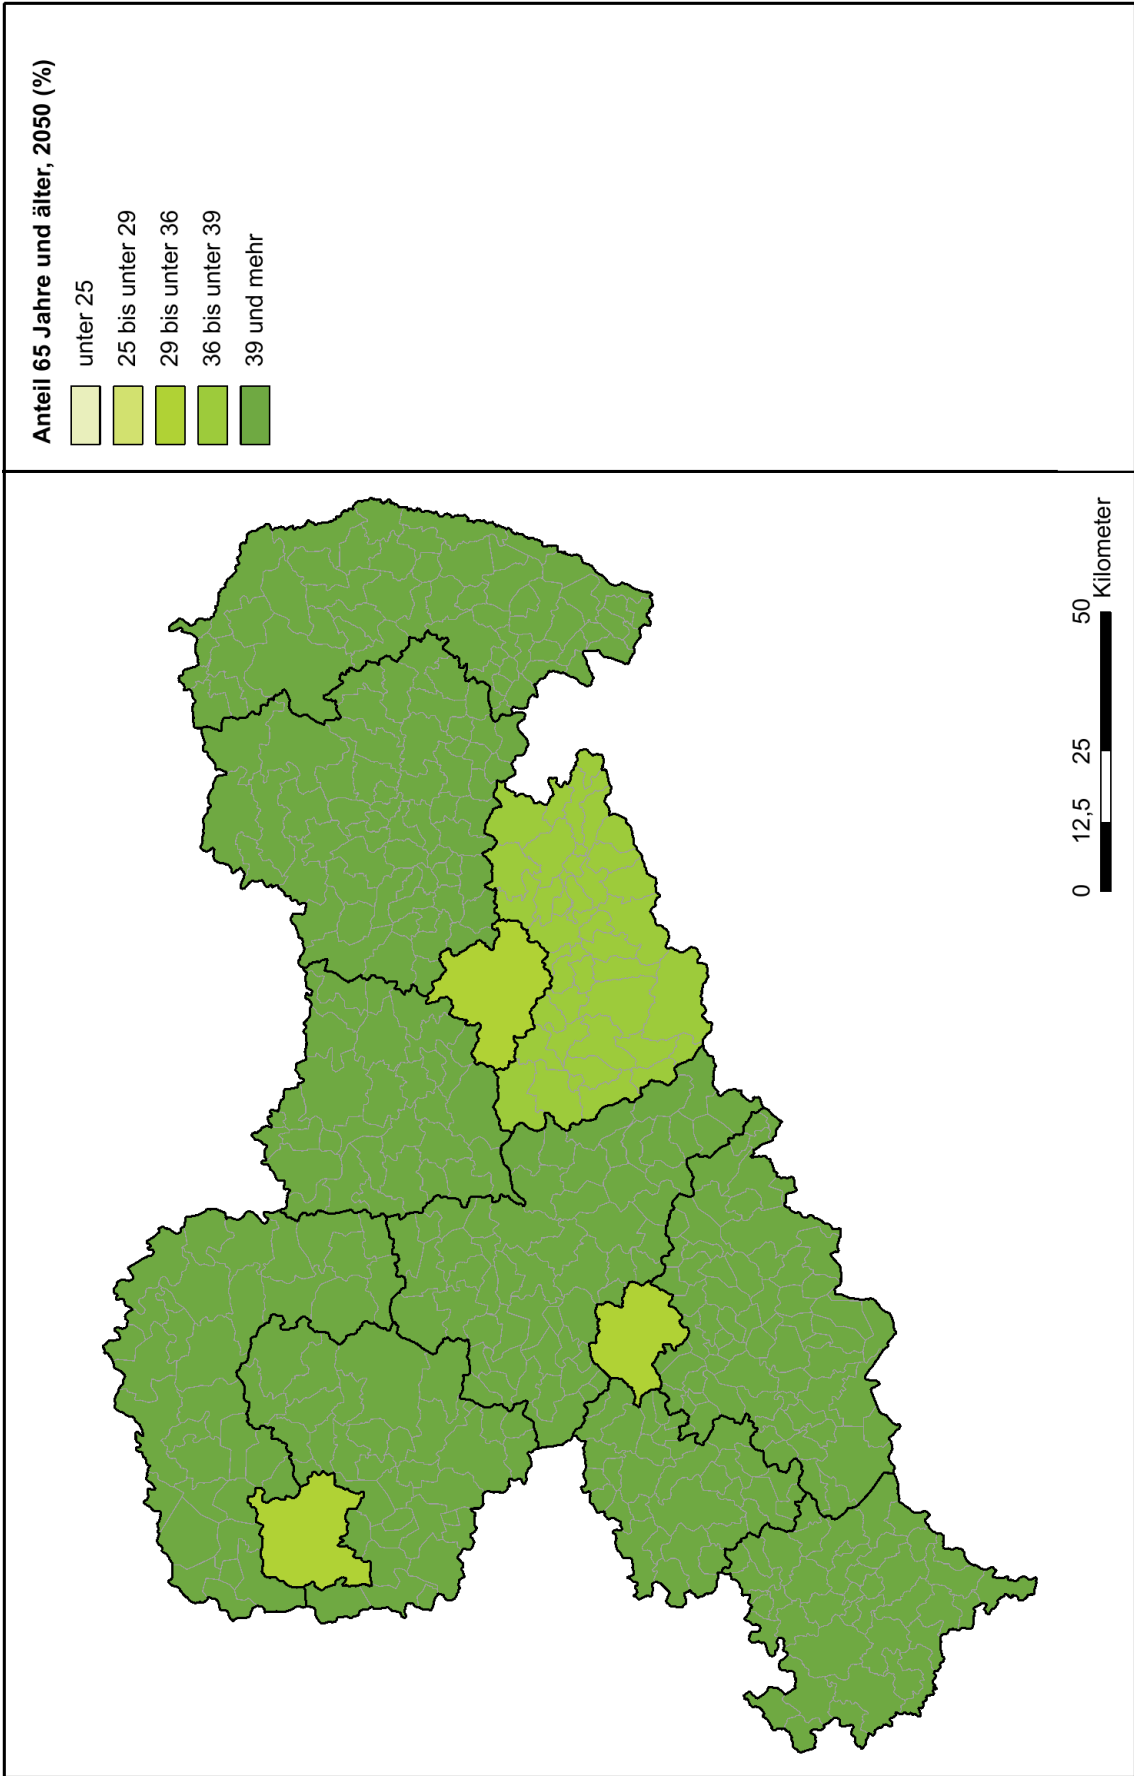 Anteil 65 Jahre und älter, 2050 (%)
unter 25
25 bis unter 29
29 bis unter 36
36 bis unter 39
39 und mehr
0 12,5 25 50
Kilometer